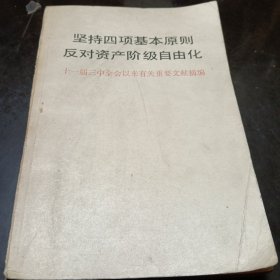 坚持四项基本原则
反对资产阶级自由化
十一届三中全会以来有关重要文献摘编